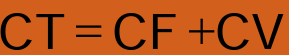 CT = CF +CV